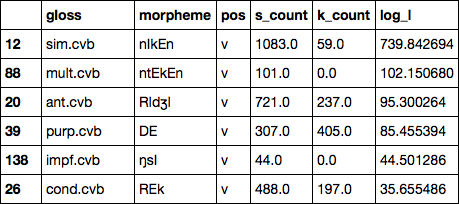 gloss morpheme pos s_count k_count log_l
12 sim.cvb nIkEn v 1083.0 59.0 739.842694
88 mult.cvb ntEkEn v 101.0 0.0 102.150680
20 ant.cvb RIdʒI v 721.0 237.0 95.300264
39 purp.cvb DE v 307.0 405.0 85.455394
138 impf.cvb ŋsI v 44.0 0.0 44.501286
26 cond.cvb REk v 488.0 197.0 35.655486